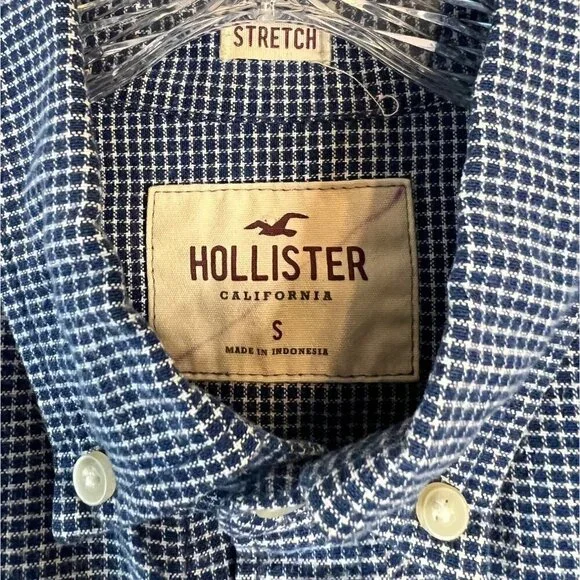 STRETCH
HOLLISTER
CALIFORNIA
S
MADE IN INDONESIA